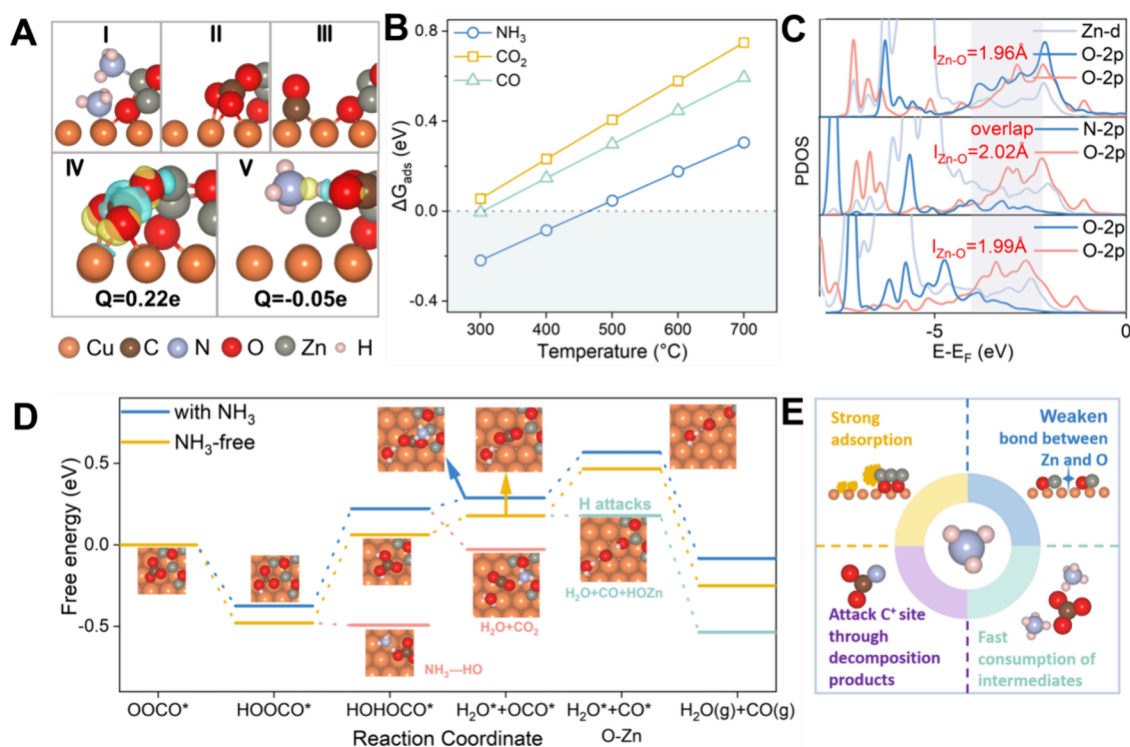 A
I
II
III
IV
V
Q=0.22e
Q=-0.05e
Cu
C
N
O
Zn
H
B
NH₃
CO₂
CO
ΔG_ads (eV)
0.8
0.4
0.0
-0.4
300
400
500
600
700
Temperature (°C)
C
PDOS
l_Zn-O=1.96Å
Zn-d
O-2p
O-2p
overlap
l_Zn-O=2.02Å
N-2p
O-2p
l_Zn-O=1.99Å
O-2p
O-2p
-5
0
E-E_F (eV)
D
with NH₃
NH₃-free
Free energy (eV)
0.5
0.0
-0.5
H attacks
H₂O+CO+HOZn
H₂O+CO₂
NH₃---HO
OOCO*
HOOCO*
HOHOCO*
H₂O*+OCO*
H₂O*+CO*
O-Zn
H₂O(g)+CO(g)
Reaction Coordinate
E
Strong
adsorption
Weaken
bond between
Zn and O
Attack C⁺ site
through
decomposition
products
Fast
consumption of
intermediates